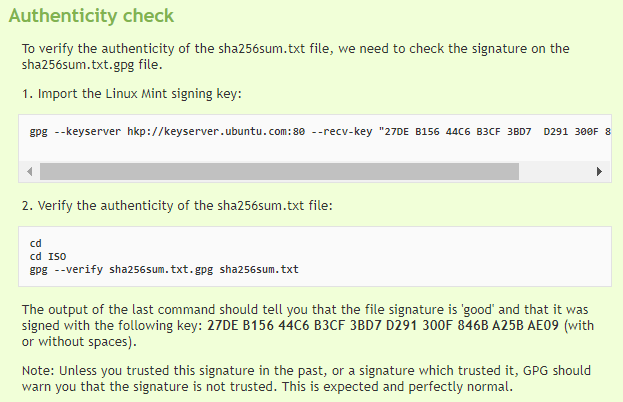 Authenticity check
To verify the authenticity of the sha256sum.txt file, we need to check the signature on the
sha256sum.txt.gpg file.
1. Import the Linux Mint signing key:
gpg --keyserver hkp://keyserver.ubuntu.com:80 --recv-key "27DE B156 44C6 B3CF 3BD7  D291 300F 8
2. Verify the authenticity of the sha256sum.txt file:
cd
cd ISO
gpg --verify sha256sum.txt.gpg sha256sum.txt
The output of the last command should tell you that the file signature is 'good' and that it was
signed with the following key: 27DE B156 44C6 B3CF 3BD7 D291 300F 846B A25B AE09 (with
or without spaces).
Note: Unless you trusted this signature in the past, or a signature which trusted it, GPG should
warn you that the signature is not trusted. This is expected and perfectly normal.